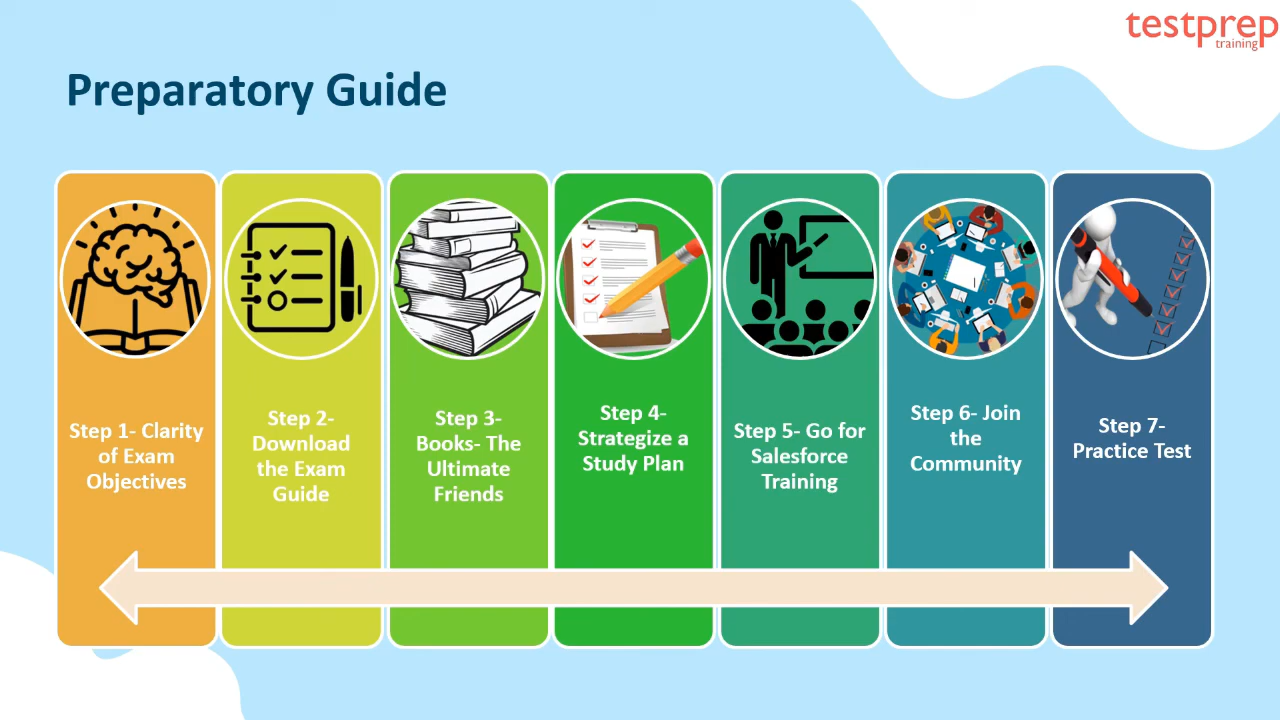 testprep
training
Preparatory Guide
Step 1- Clarity
of Exam
Objectives
Step 2-
Download
the Exam
Guide
Step 3-
Books- The
Ultimate
Friends
Step 4-
Strategize a
Study Plan
Step 5- Go for
Salesforce
Training
Step 6- Join
the
Community
Step 7-
Practice Test